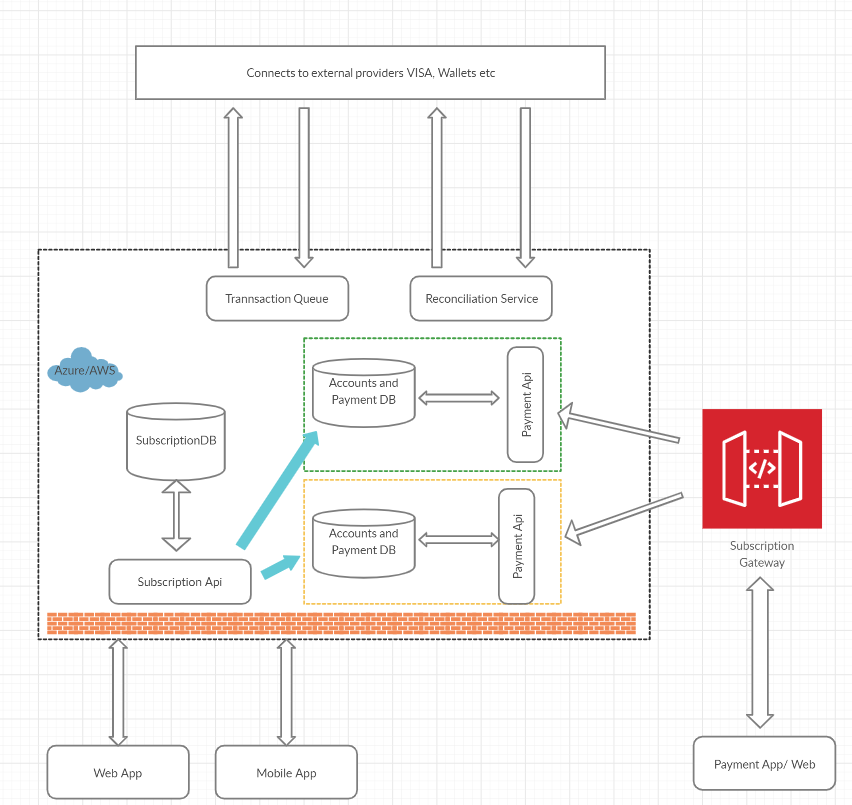 Connects to external providers VISA, Wallets etc
Trannsaction Queue
Reconciliation Service
Azure/AWS
Accounts and
Payment DB
Payment Api
SubscriptionDB
Accounts and
Payment DB
Payment Api
Subscription Api
Subscription
Gateway
Web App
Mobile App
Payment App/ Web